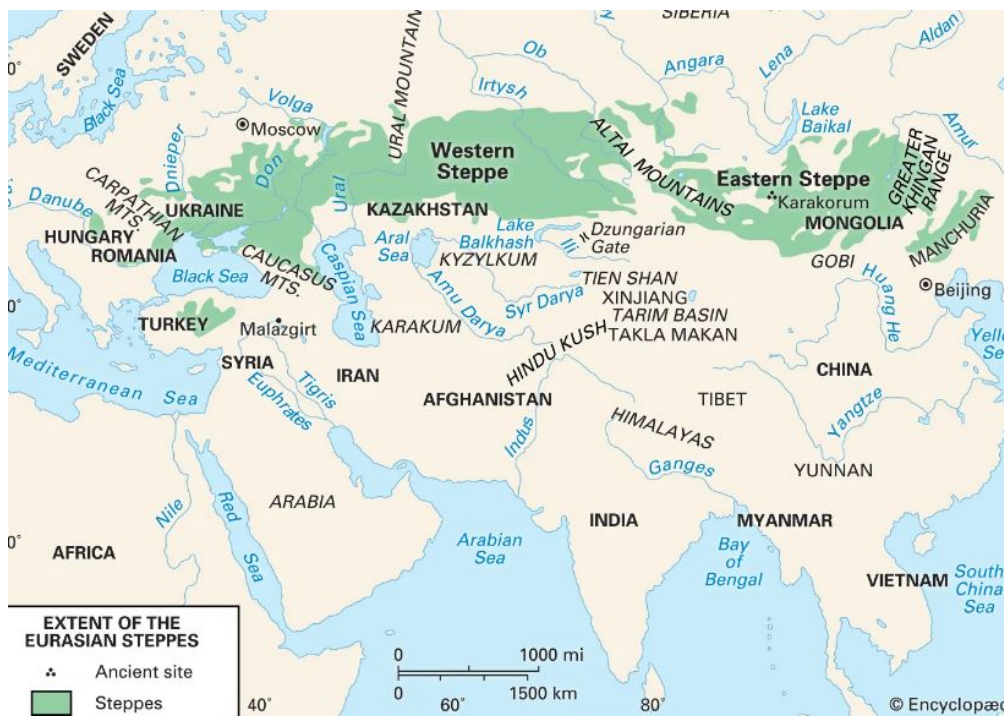 SIBERIA
SWEDEN
Black Sea
Volga
Moscow
Ob
Irtysh
Angara
Lena
Aldan
Lake
Baikal
Amur
URAL MOUNTAIN
ALTAI MOUNTAINS
GREATER
KHINGAN
RANGE
Western
Steppe
Eastern Steppe
Karakorum
MONGOLIA
MANCHURIA
GOBI
Dnieper
Don
Ural
Danube
CARPATHIAN
MTS.
UKRAINE
HUNGARY
ROMANIA
KAZAKHSTAN
Aral
Sea
Lake
Balkhash
Ili
Dzungarian
Gate
KYZYLKUM
Black Sea
CAUCASUS
MTS.
Caspian Sea
Amu Darya
Syr Darya
TIEN SHAN
XINJIANG
TARIM BASIN
TAKLA MAKAN
Huang He
Beijing
TURKEY
Malazgirt
KARAKUM
HINDU KUSH
Mediterranean Sea
SYRIA
Euphrates
Tigris
IRAN
AFGHANISTAN
TIBET
CHINA
Yangtze
HIMALAYAS
Indus
Ganges
YUNNAN
Nile
Red
Sea
ARABIA
Arabian
Sea
INDIA
MYANMAR
Bay
of
Bengal
VIETNAM
South
China
Sea
AFRICA
EXTENT OF THE
EURASIAN STEPPES
Ancient site
Steppes
0 1000 mi
0 1500 km
40° 60° 80°